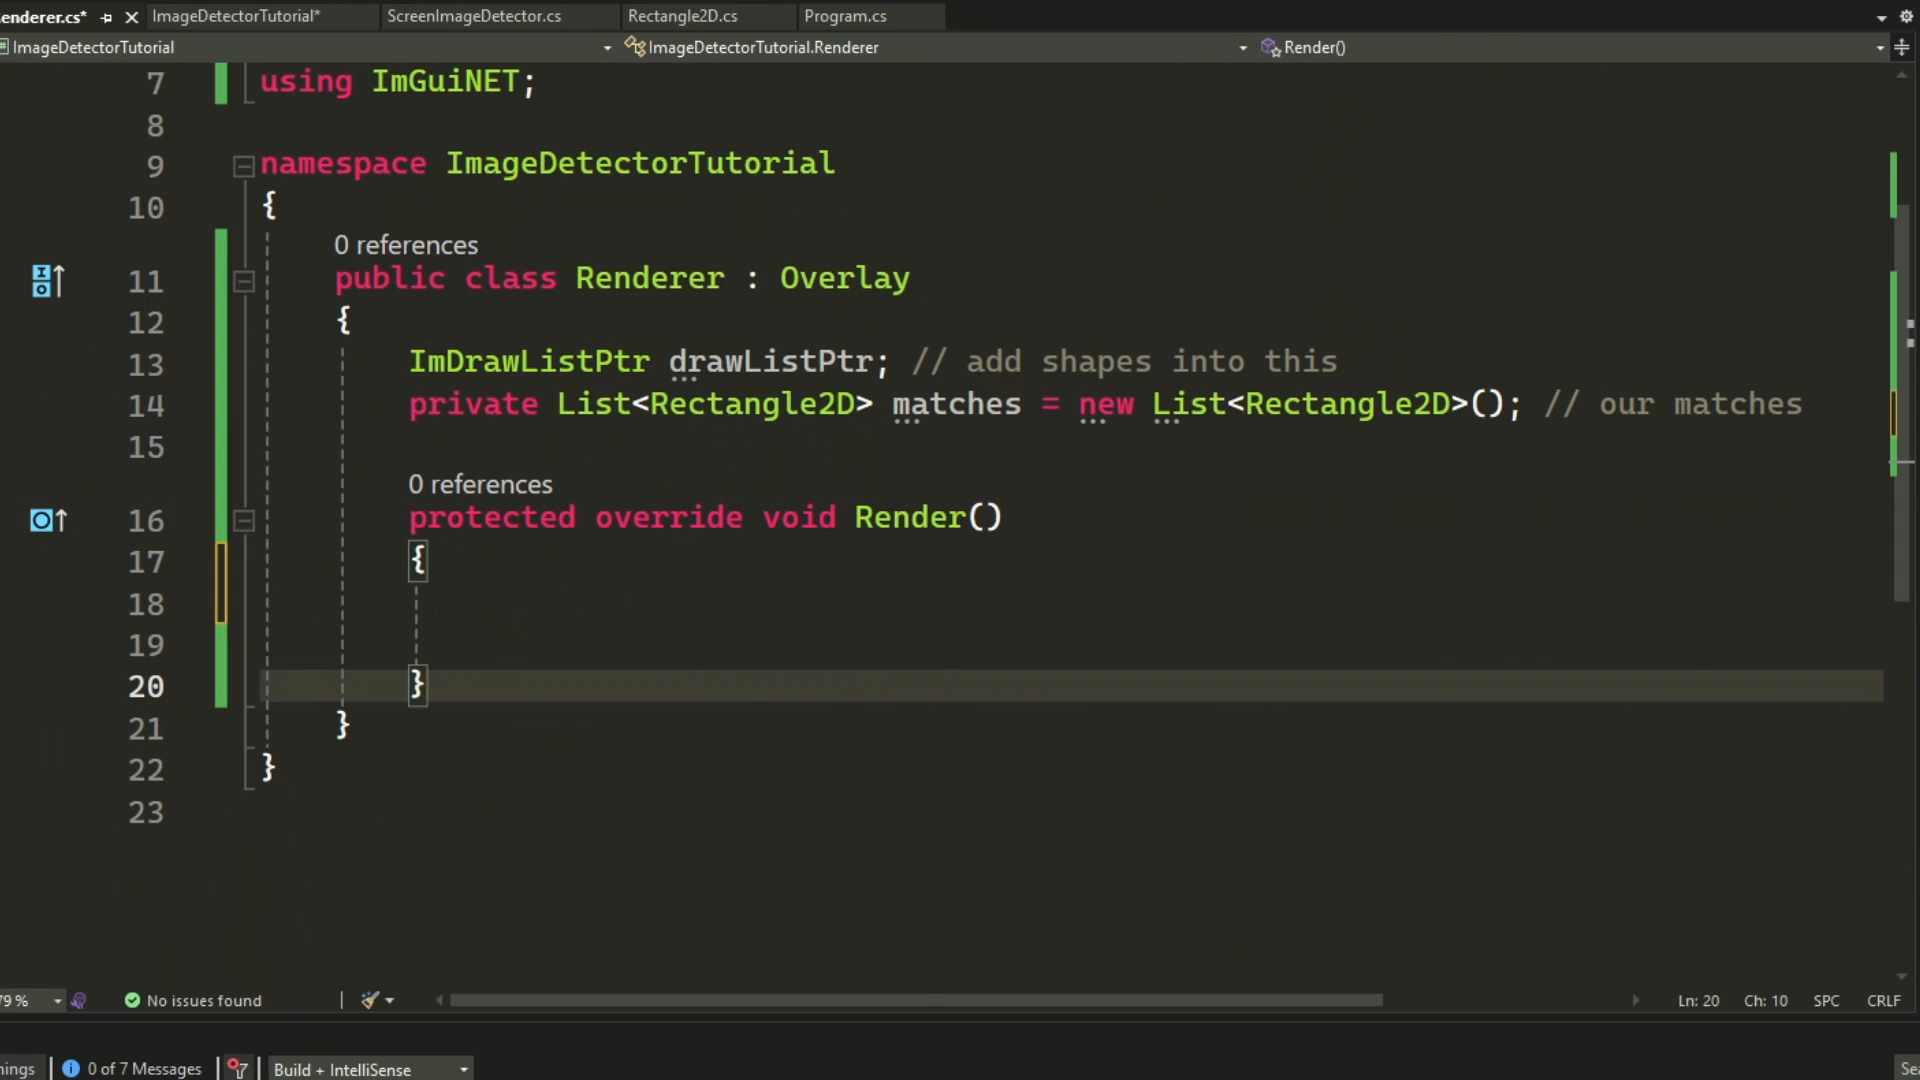 enderer.cs* ImageDetectorTutorial* ScreenImageDetector.cs Rectangle2D.cs Program.cs
ImageDetectorTutorial ImageDetectorTutorial.Renderer Render()
7 using ImGuiNET;
8
9 namespace ImageDetectorTutorial
10 {
0 references
11 public class Renderer : Overlay
12 {
13 ImDrawListPtr drawListPtr; // add shapes into this
14 private List<Rectangle2D> matches = new List<Rectangle2D>(); // our matches
15
0 references
16 protected override void Render()
17 {
18
19
20 }
21 }
22 }
23
79 % No issues found Ln: 20 Ch: 10 SPC CRLF
nings 0 of 7 Messages Build + IntelliSense Sea